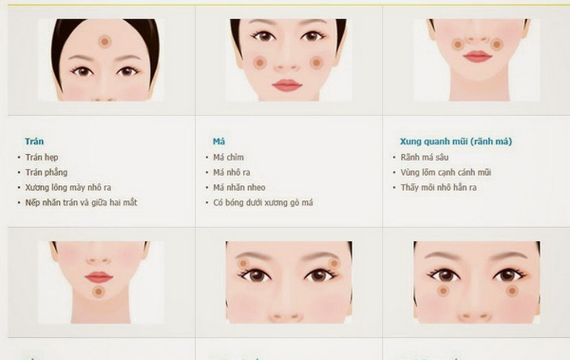 Trán
• Trán hẹp
• Trán phẳng
• Xương lông mày nhô ra
• Nếp nhăn trán và giữa hai mắt
Má
• Má chìm
• Má nhô ra
• Má nhăn nheo
• Có bóng dưới xương gò má
Xung quanh mũi (rãnh má)
• Rãnh má sâu
• Vùng lõm cạnh cánh mũi
• Thấy môi nhô hẳn ra